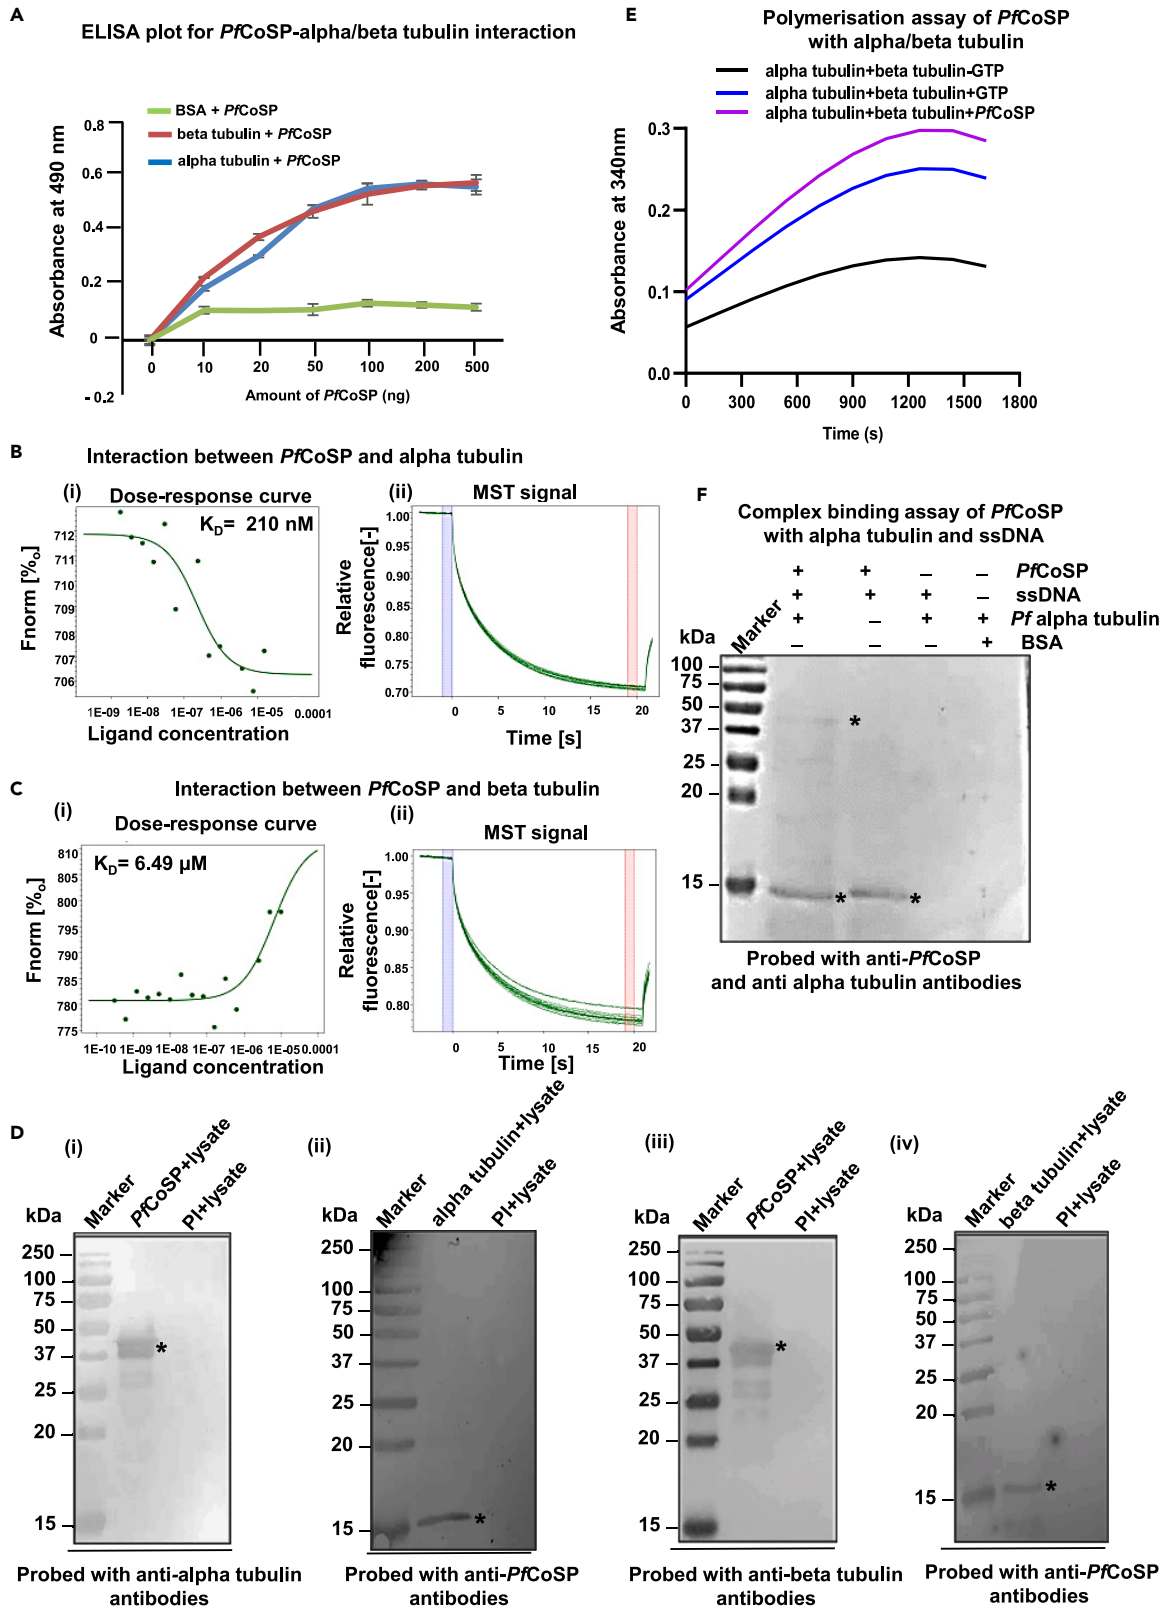 A
ELISA plot for PfCoSP-alpha/beta tubulin interaction
BSA + PfCoSP
beta tubulin + PfCoSP
alpha tubulin + PfCoSP
Absorbance at 490 nm
0.8
0.6
0.4
0.2
0
- 0.2
0 10 20 50 100 200 500
Amount of PfCoSP (ng)
E
Polymerisation assay of PfCoSP
with alpha/beta tubulin
alpha tubulin+beta tubulin-GTP
alpha tubulin+beta tubulin+GTP
alpha tubulin+beta tubulin+PfCoSP
Absorbance at 340nm
0.3
0.2
0.1
0.0
0 300 600 900 1200 1500 1800
Time (s)
B
Interaction between PfCoSP and alpha tubulin
(i)
Dose-response curve
KD= 210 nM
Fnorm [%o]
712
711
710
709
708
707
706
1E-09 1E-08 1E-07 1E-06 1E-05 0.0001
Ligand concentration
(ii)
MST signal
Relative
fluorescence[-]
1.00
0.95
0.90
0.85
0.80
0.75
0.70
0 5 10 15 20
Time [s]
C
Interaction between PfCoSP and beta tubulin
(i)
Dose-response curve
KD= 6.49 µM
Fnorm [%o]
810
805
800
795
790
785
780
775
1E-10 1E-09 1E-08 1E-07 1E-06 1E-05 0.0001
Ligand concentration
(ii)
MST signal
Relative
fluorescence[-]
1.00
0.95
0.90
0.85
0.80
0 5 10 15 20
Time [s]
F
Complex binding assay of PfCoSP
with alpha tubulin and ssDNA
+ + – – PfCoSP
+ + + – ssDNA
+ – + + Pf alpha tubulin
– – – + BSA
kDa
Marker
100
75
50
37
25
20
15
*
* *
Probed with anti-PfCoSP
and anti alpha tubulin antibodies
D
(i)
kDa
Marker
PfCoSP+lysate
PI+lysate
250
100
75
50
37
25
20
15
*
Probed with anti-alpha tubulin
antibodies
(ii)
kDa
Marker
alpha tubulin+lysate
PI+lysate
250
100
75
50
37
25
20
15
*
Probed with anti-PfCoSP
antibodies
(iii)
kDa
Marker
PfCoSP+lysate
PI+lysate
250
100
75
50
37
25
20
15
*
Probed with anti-beta tubulin
antibodies
(iv)
kDa
Marker
beta tubulin+lysate
PI+lysate
250
100
75
50
37
25
20
15
*
Probed with anti-PfCoSP
antibodies